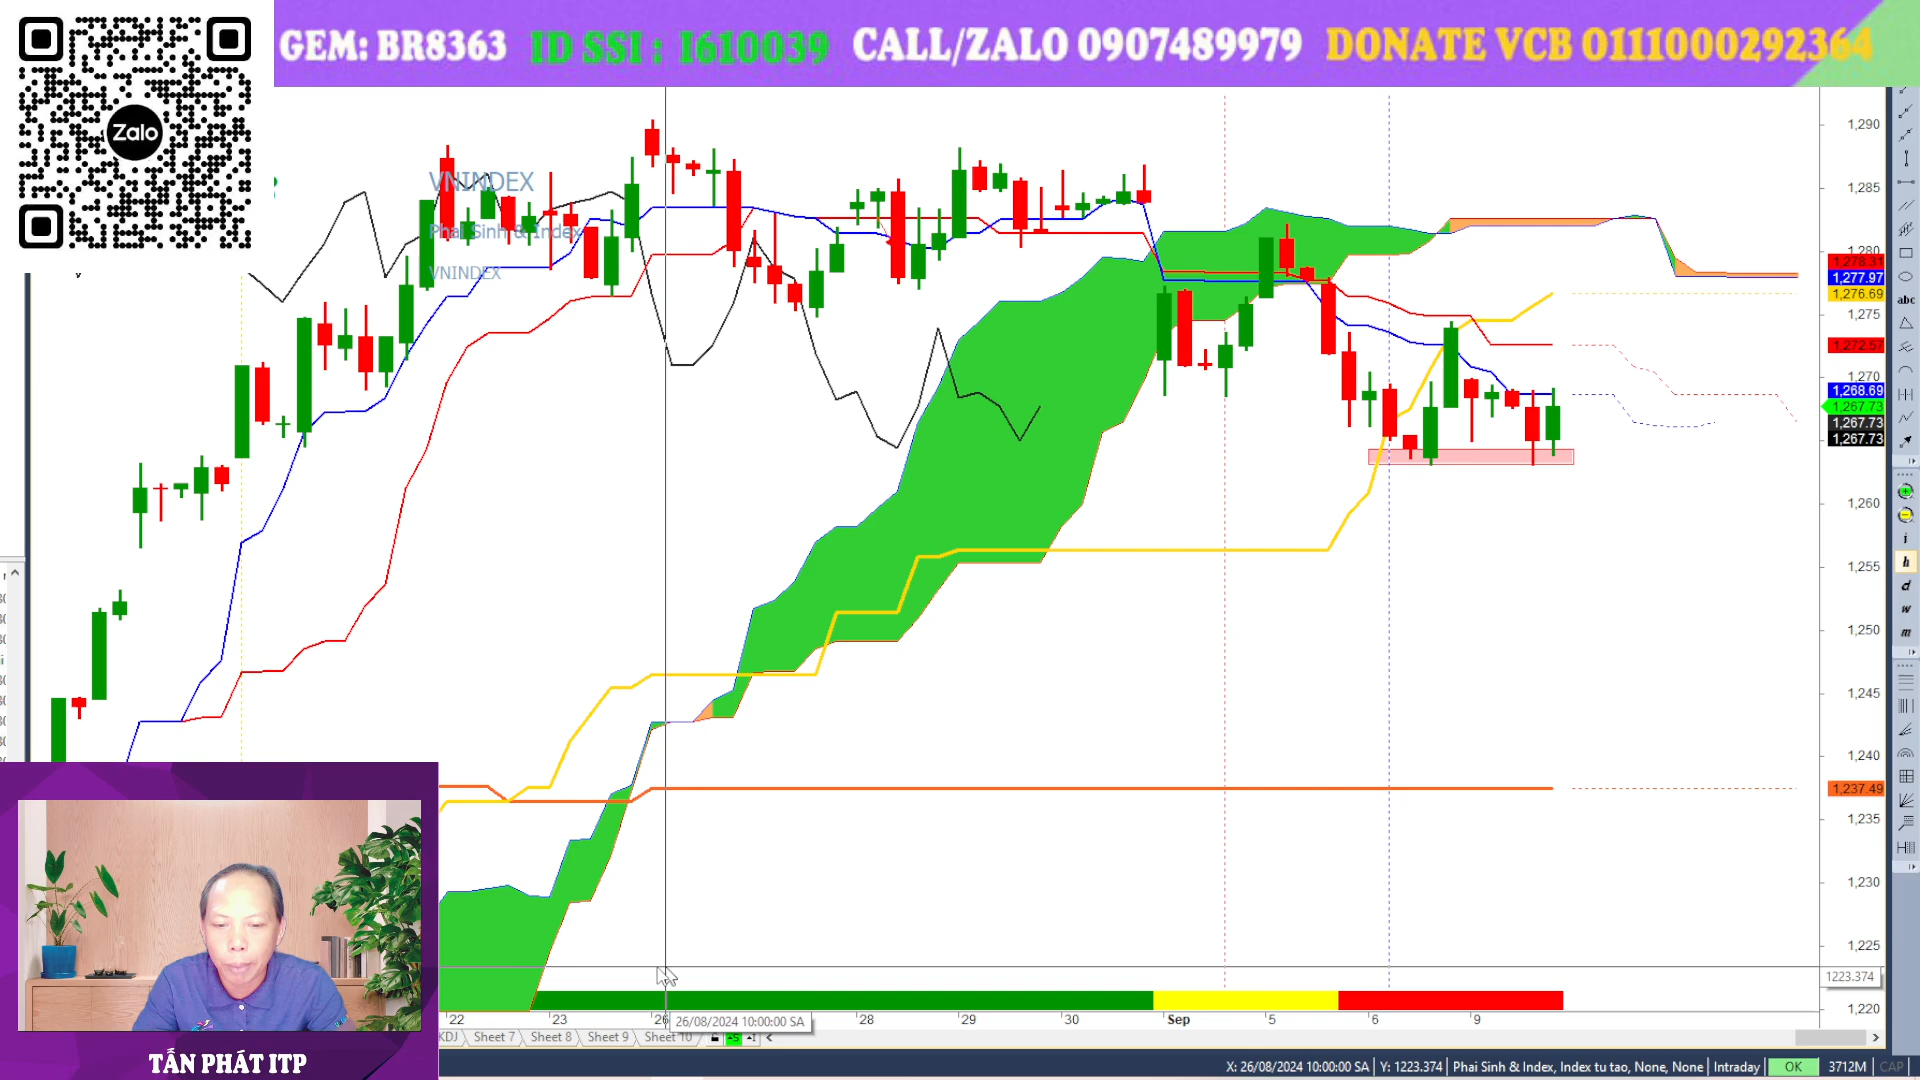 GEM: BR8363 ID SSI : I610039 CALL/ZALO 0907489979 DONATE VCB 0111000292364
Zalo
VNINDEX
Phai Sinh & Index
VNINDEX
1,290
1,285
1,280
1,278.31
1,277.97
1,276.69
1,275
1,272.57
1,270
1,268.69
1,267.73
1,267.73
1,267.73
1,260
1,255
1,250
1,245
1,240
1,237.49
1,235
1,230
1,225
1223.374
1,220
abc
i
h
d
w
m
22 23 26 28 29 30 Sep 5 6 9
26/08/2024 10:00:00 SA
KDJ Sheet 7 Sheet 8 Sheet 9 Sheet 10
TẤN PHÁT ITP
X: 26/08/2024 10:00:00 SA Y: 1223.374 Phai Sinh & Index, Index tu tao, None, None Intraday OK 3712M CAP